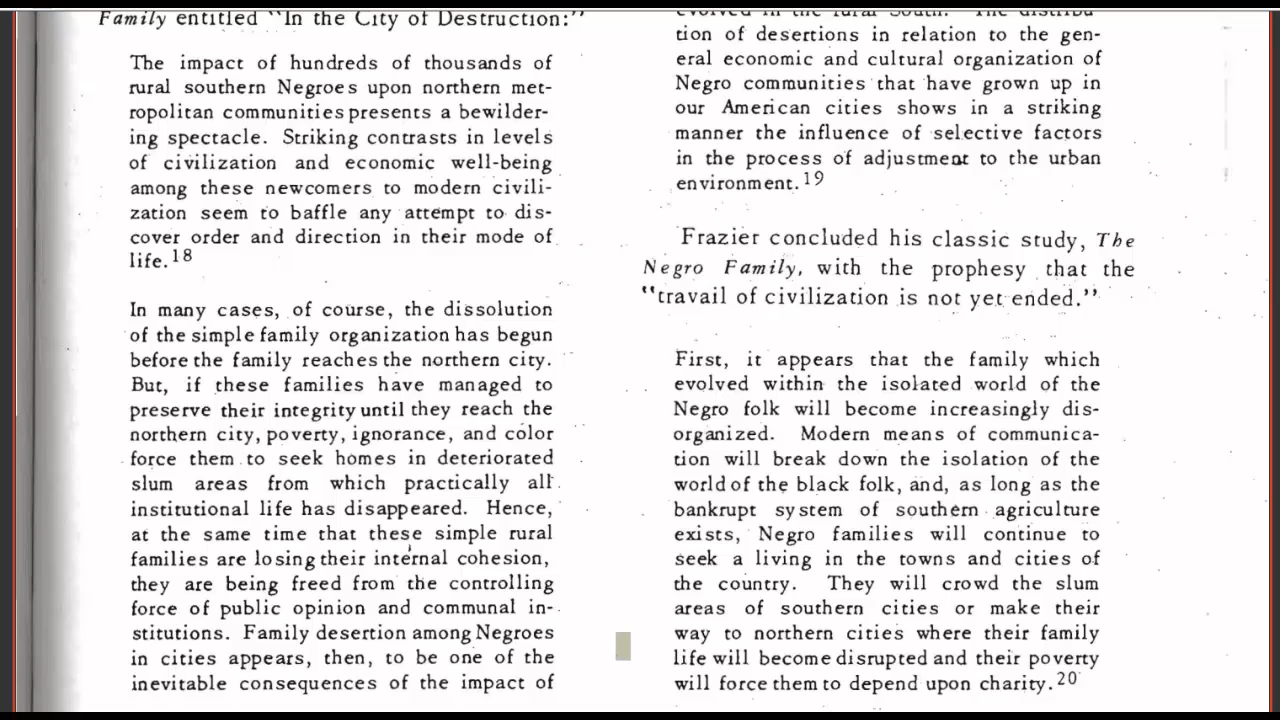 Family entitled "In the City of Destruction:"
The impact of hundreds of thousands of
rural southern Negroes upon northern met-
ropolitan communities presents a bewilder-
ing spectacle. Striking contrasts in levels
of civilization and economic well-being
among these newcomers to modern civili-
zation seem to baffle any attempt to dis-
cover order and direction in their mode of
life.18
In many cases, of course, the dissolution
of the simple family organization has begun
before the family reaches the northern city.
But, if these families have managed to
preserve their integrity until they reach the
northern city, poverty, ignorance, and color
force them to seek homes in deteriorated
slum areas from which practically all
institutional life has disappeared. Hence,
at the same time that these simple rural
families are losing their internal cohesion,
they are being freed from the controlling
force of public opinion and communal in-
stitutions. Family desertion among Negroes
in cities appears, then, to be one of the
inevitable consequences of the impact of
evolved in the rural South. The distribu
tion of desertions in relation to the gen-
eral economic and cultural organization of
Negro communities that have grown up in
our American cities shows in a striking
manner the influence of selective factors
in the process of adjustment to the urban
environment.19
Frazier concluded his classic study, The
Negro Family, with the prophesy that the
"travail of civilization is not yet ended."
First, it appears that the family which
evolved within the isolated world of the
Negro folk will become increasingly dis-
organized. Modern means of communica-
tion will break down the isolation of the
world of the black folk, and, as long as the
bankrupt system of southern agriculture
exists, Negro families will continue to
seek a living in the towns and cities of
the country. They will crowd the slum
areas of southern cities or make their
way to northern cities where their family
life will become disrupted and their poverty
will force them to depend upon charity.20